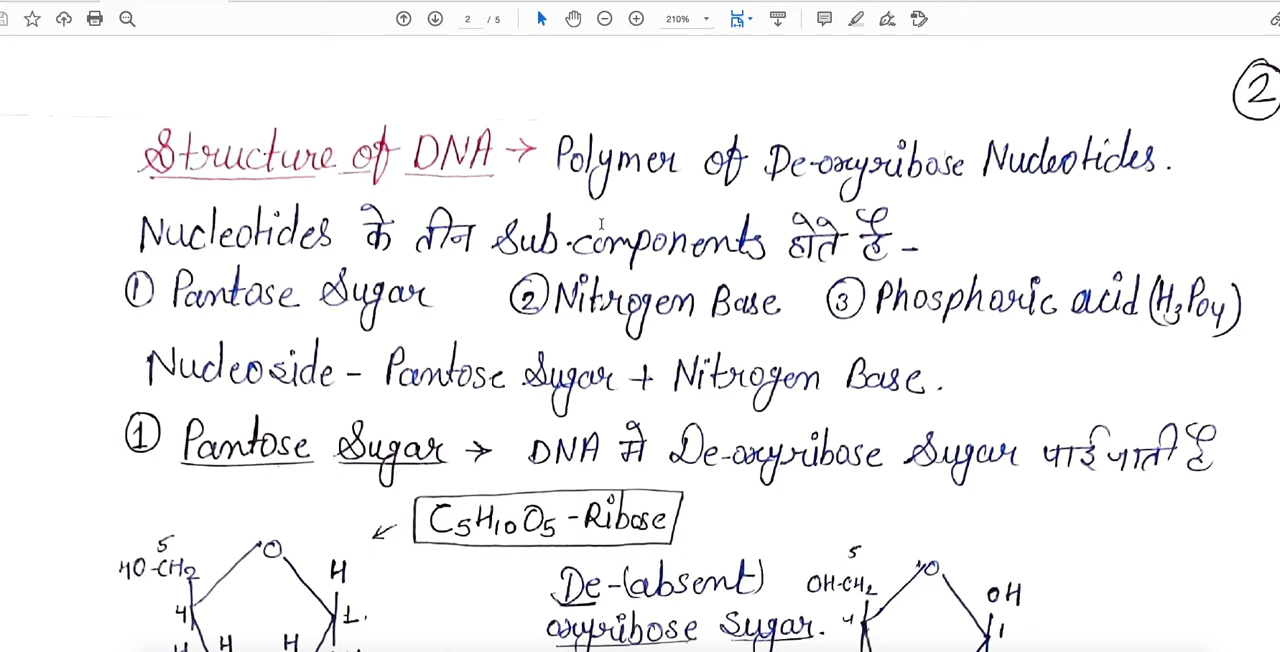 2 / 5
210%
2
Structure of DNA → Polymer of De-oxyribose Nucleotides.
Nucleotides के तीन Sub-components होते है -
① Pantose Sugar ② Nitrogen Base ③ Phosphoric acid (H3PO4)
Nucleoside - Pantose Sugar + Nitrogen Base.
① Pantose Sugar → DNA मे De-oxyribose Sugar पाई जाती है
C5H10O5 - Ribose
De-(absent)
oxyribose Sugar.
5
HO-CH2
O
H
4
1.
H
H
5
OH-CH2
O
OH
4
1